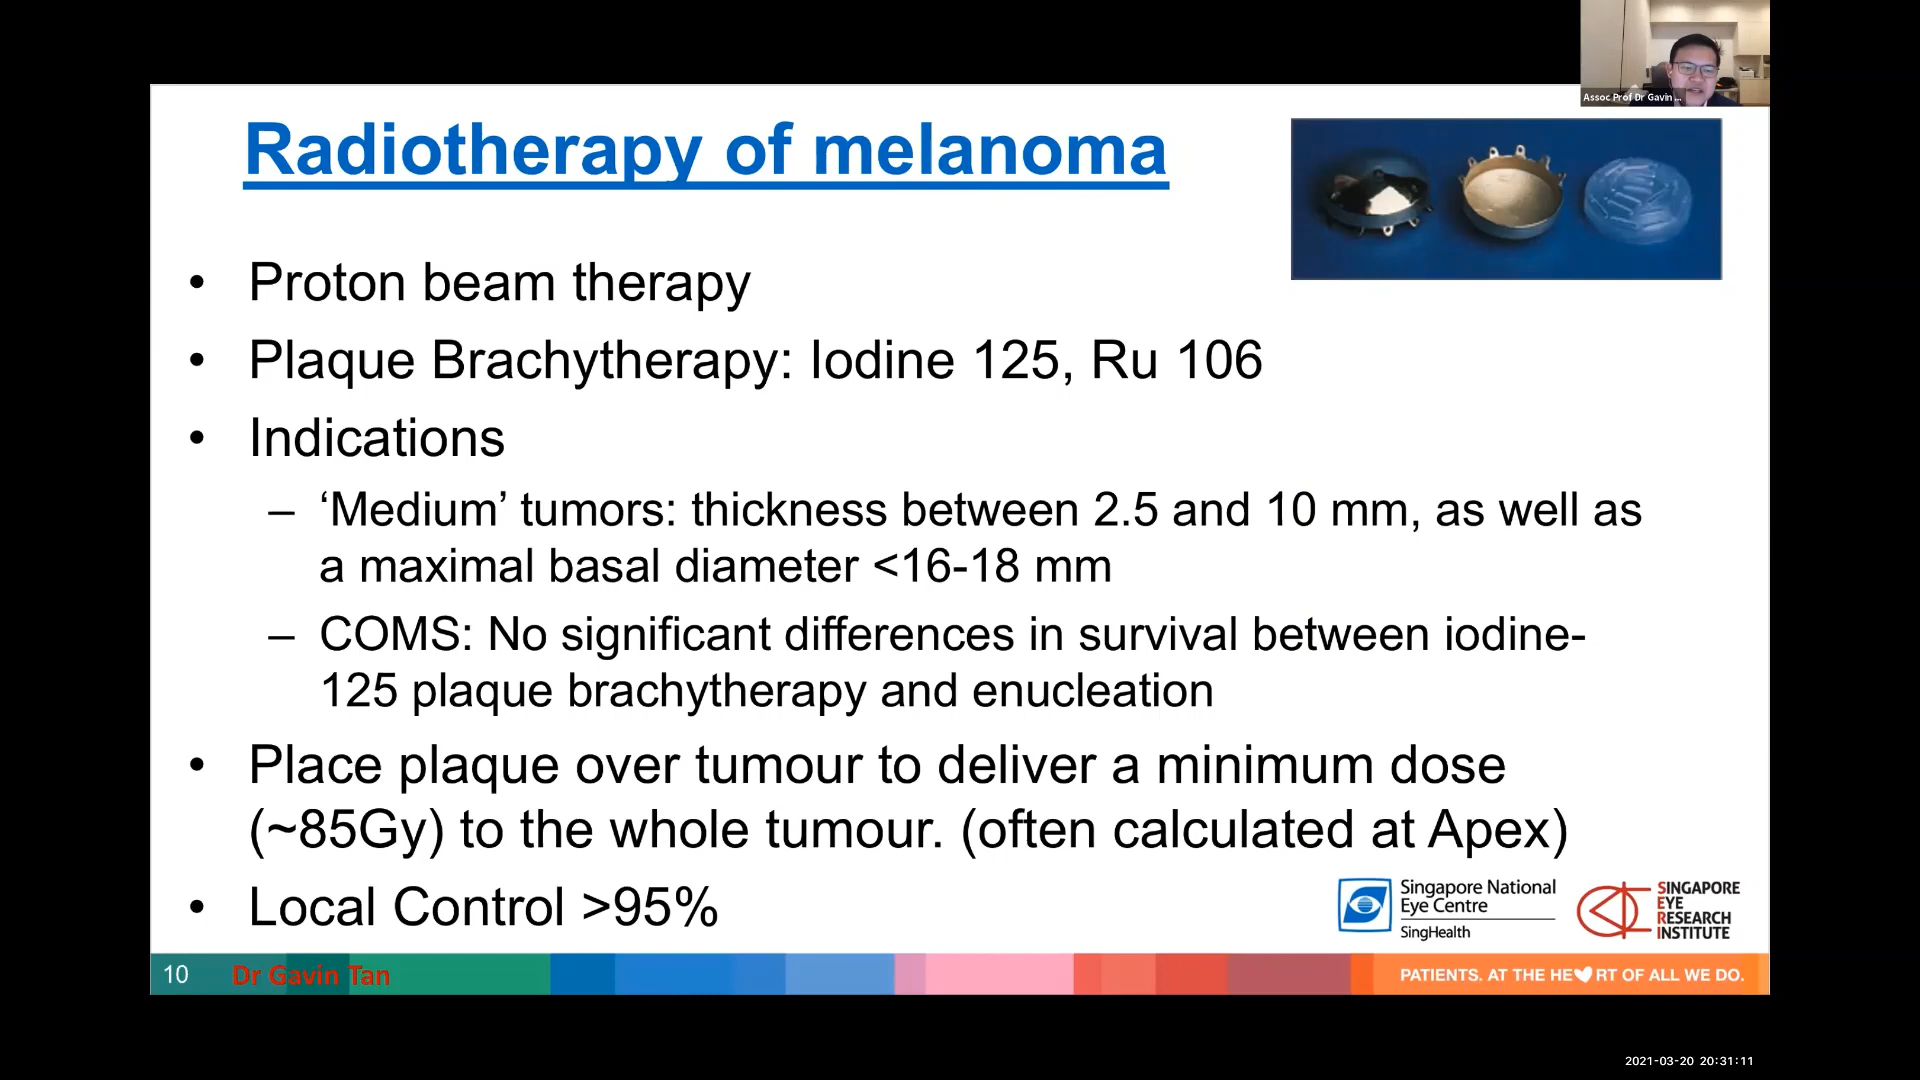 Assoc Prof Dr Gavin ...
Radiotherapy of melanoma
• Proton beam therapy
• Plaque Brachytherapy: Iodine 125, Ru 106
• Indications
– ‘Medium’ tumors: thickness between 2.5 and 10 mm, as well as
a maximal basal diameter <16-18 mm
– COMS: No significant differences in survival between iodine-
125 plaque brachytherapy and enucleation
• Place plaque over tumour to deliver a minimum dose
(~85Gy) to the whole tumour. (often calculated at Apex)
• Local Control >95%
Singapore National
Eye Centre
SingHealth
SINGAPORE
EYE
RESEARCH
INSTITUTE
10 Dr Gavin Tan
PATIENTS. AT THE HE♥RT OF ALL WE DO.
2021-03-20 20:31:11